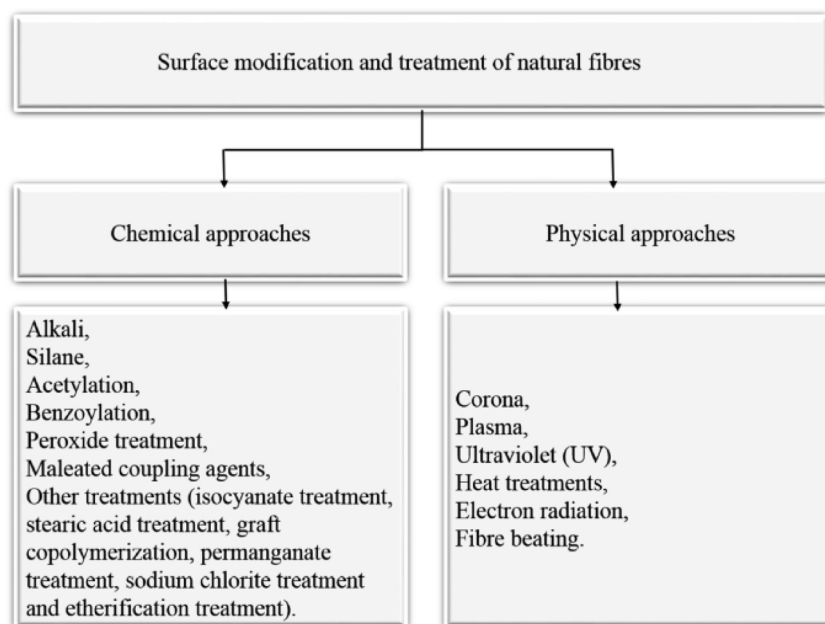 Surface modification and treatment of natural fibres
Chemical approaches
Physical approaches
Alkali,
Silane,
Acetylation,
Benzoylation,
Peroxide treatment,
Maleated coupling agents,
Other treatments (isocyanate treatment,
stearic acid treatment, graft
copolymerization, permanganate
treatment, sodium chlorite treatment
and etherification treatment).
Corona,
Plasma,
Ultraviolet (UV),
Heat treatments,
Electron radiation,
Fibre beating.